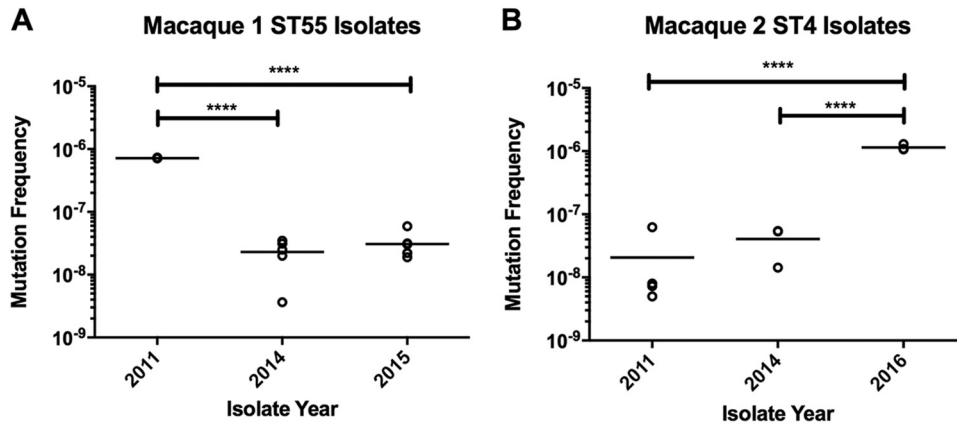 A
Macaque 1 ST55 Isolates
****
****
Mutation Frequency
10-5
10-6
10-7
10-8
10-9
2011
2014
2015
Isolate Year
B
Macaque 2 ST4 Isolates
****
****
Mutation Frequency
10-5
10-6
10-7
10-8
10-9
2011
2014
2016
Isolate Year